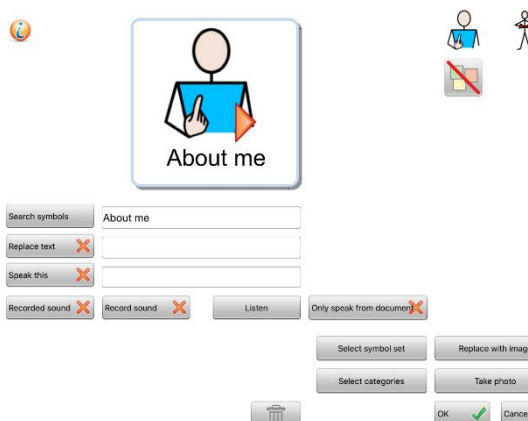 About me
Search symbols
About me
Replace text
Speak this
Recorded sound
Record sound
Listen
Only speak from document
Select symbol set
Replace with imag
Select categories
Take photo
OK
Cance